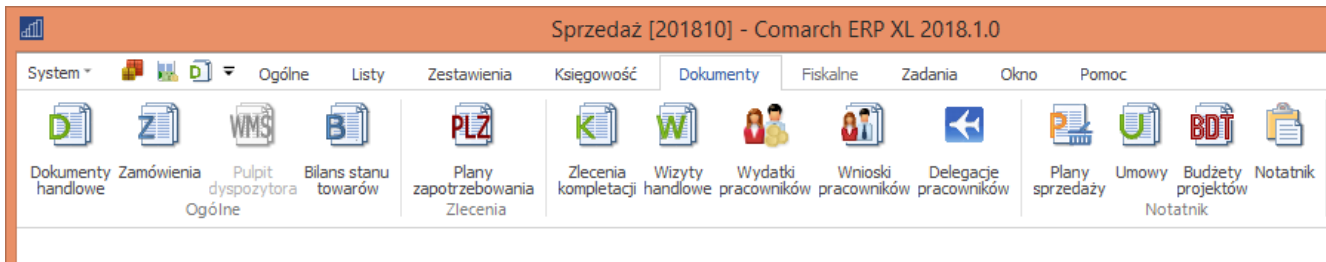 Sprzedaż [201810] - Comarch ERP XL 2018.1.0
System Ogólne Listy Zestawienia Księgowość Dokumenty Fiskalne Zadania Okno Pomoc
D Z WMS B PLZ K W P U BDT
Dokumenty Zamówienia Pulpit Bilans stanu Plany Zlecenia Wizyty Wydatki Wnioski Delegacje Plany Umowy Budżety Notatnik
handlowe dyspozytora towarów zapotrzebowania kompletacji handlowe pracowników pracowników pracowników sprzedaży projektów
Ogólne Zlecenia Notatnik